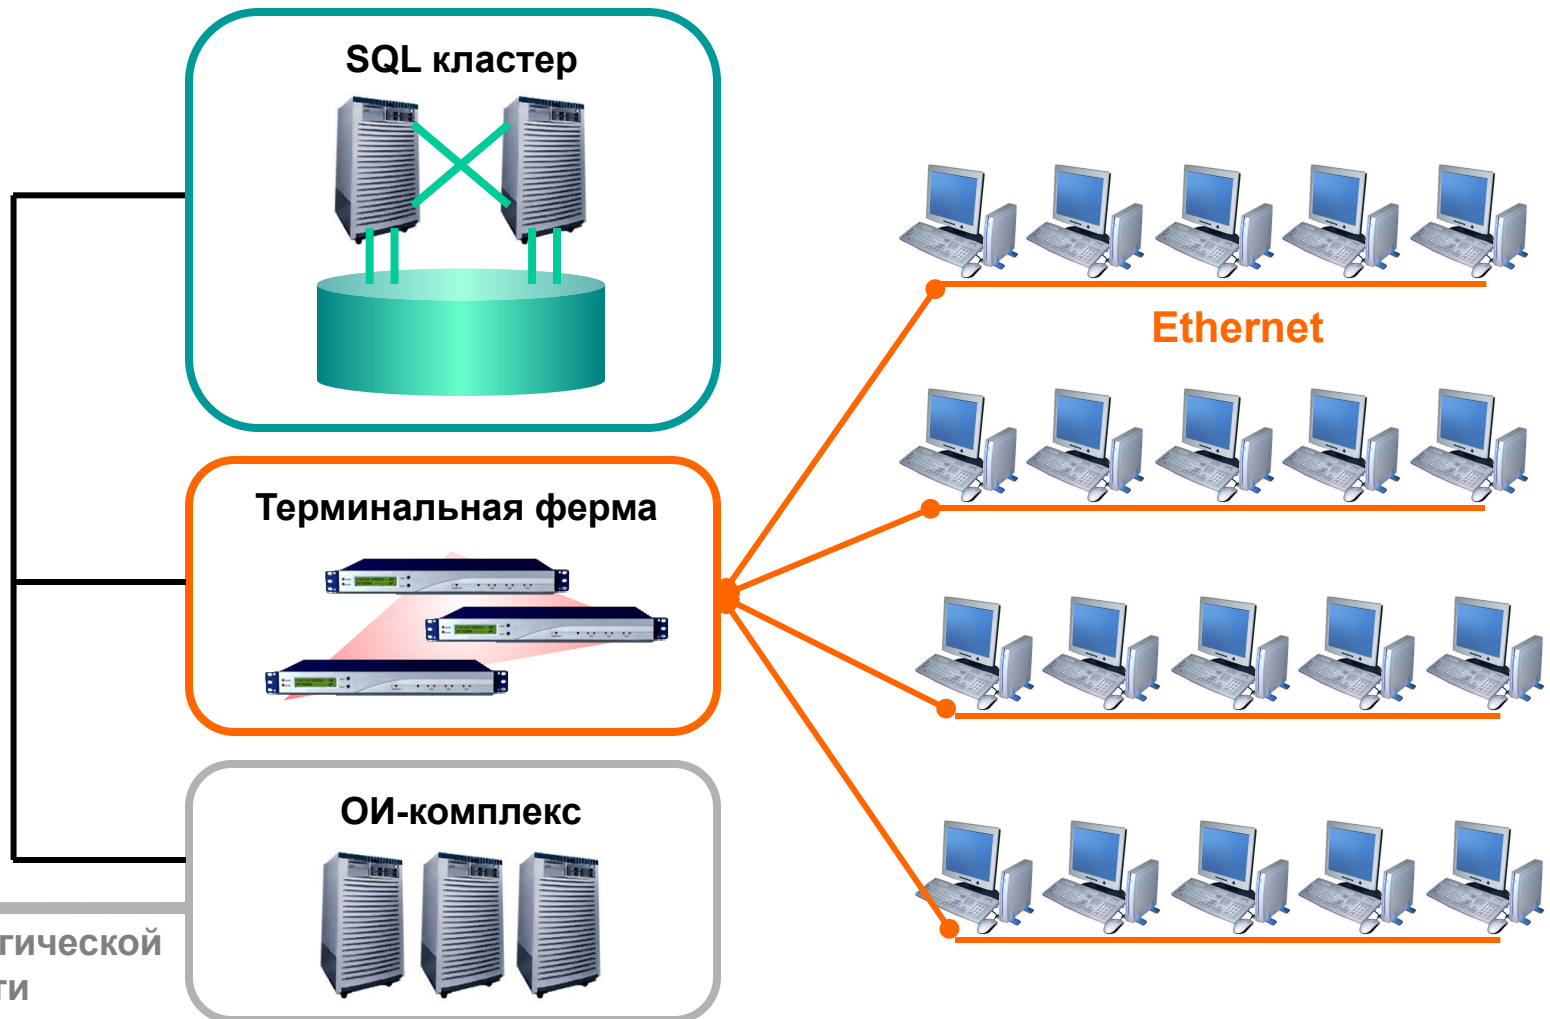 SQL кластер
Ethernet
Терминальная ферма
ОИ-комплекс
гической
ти